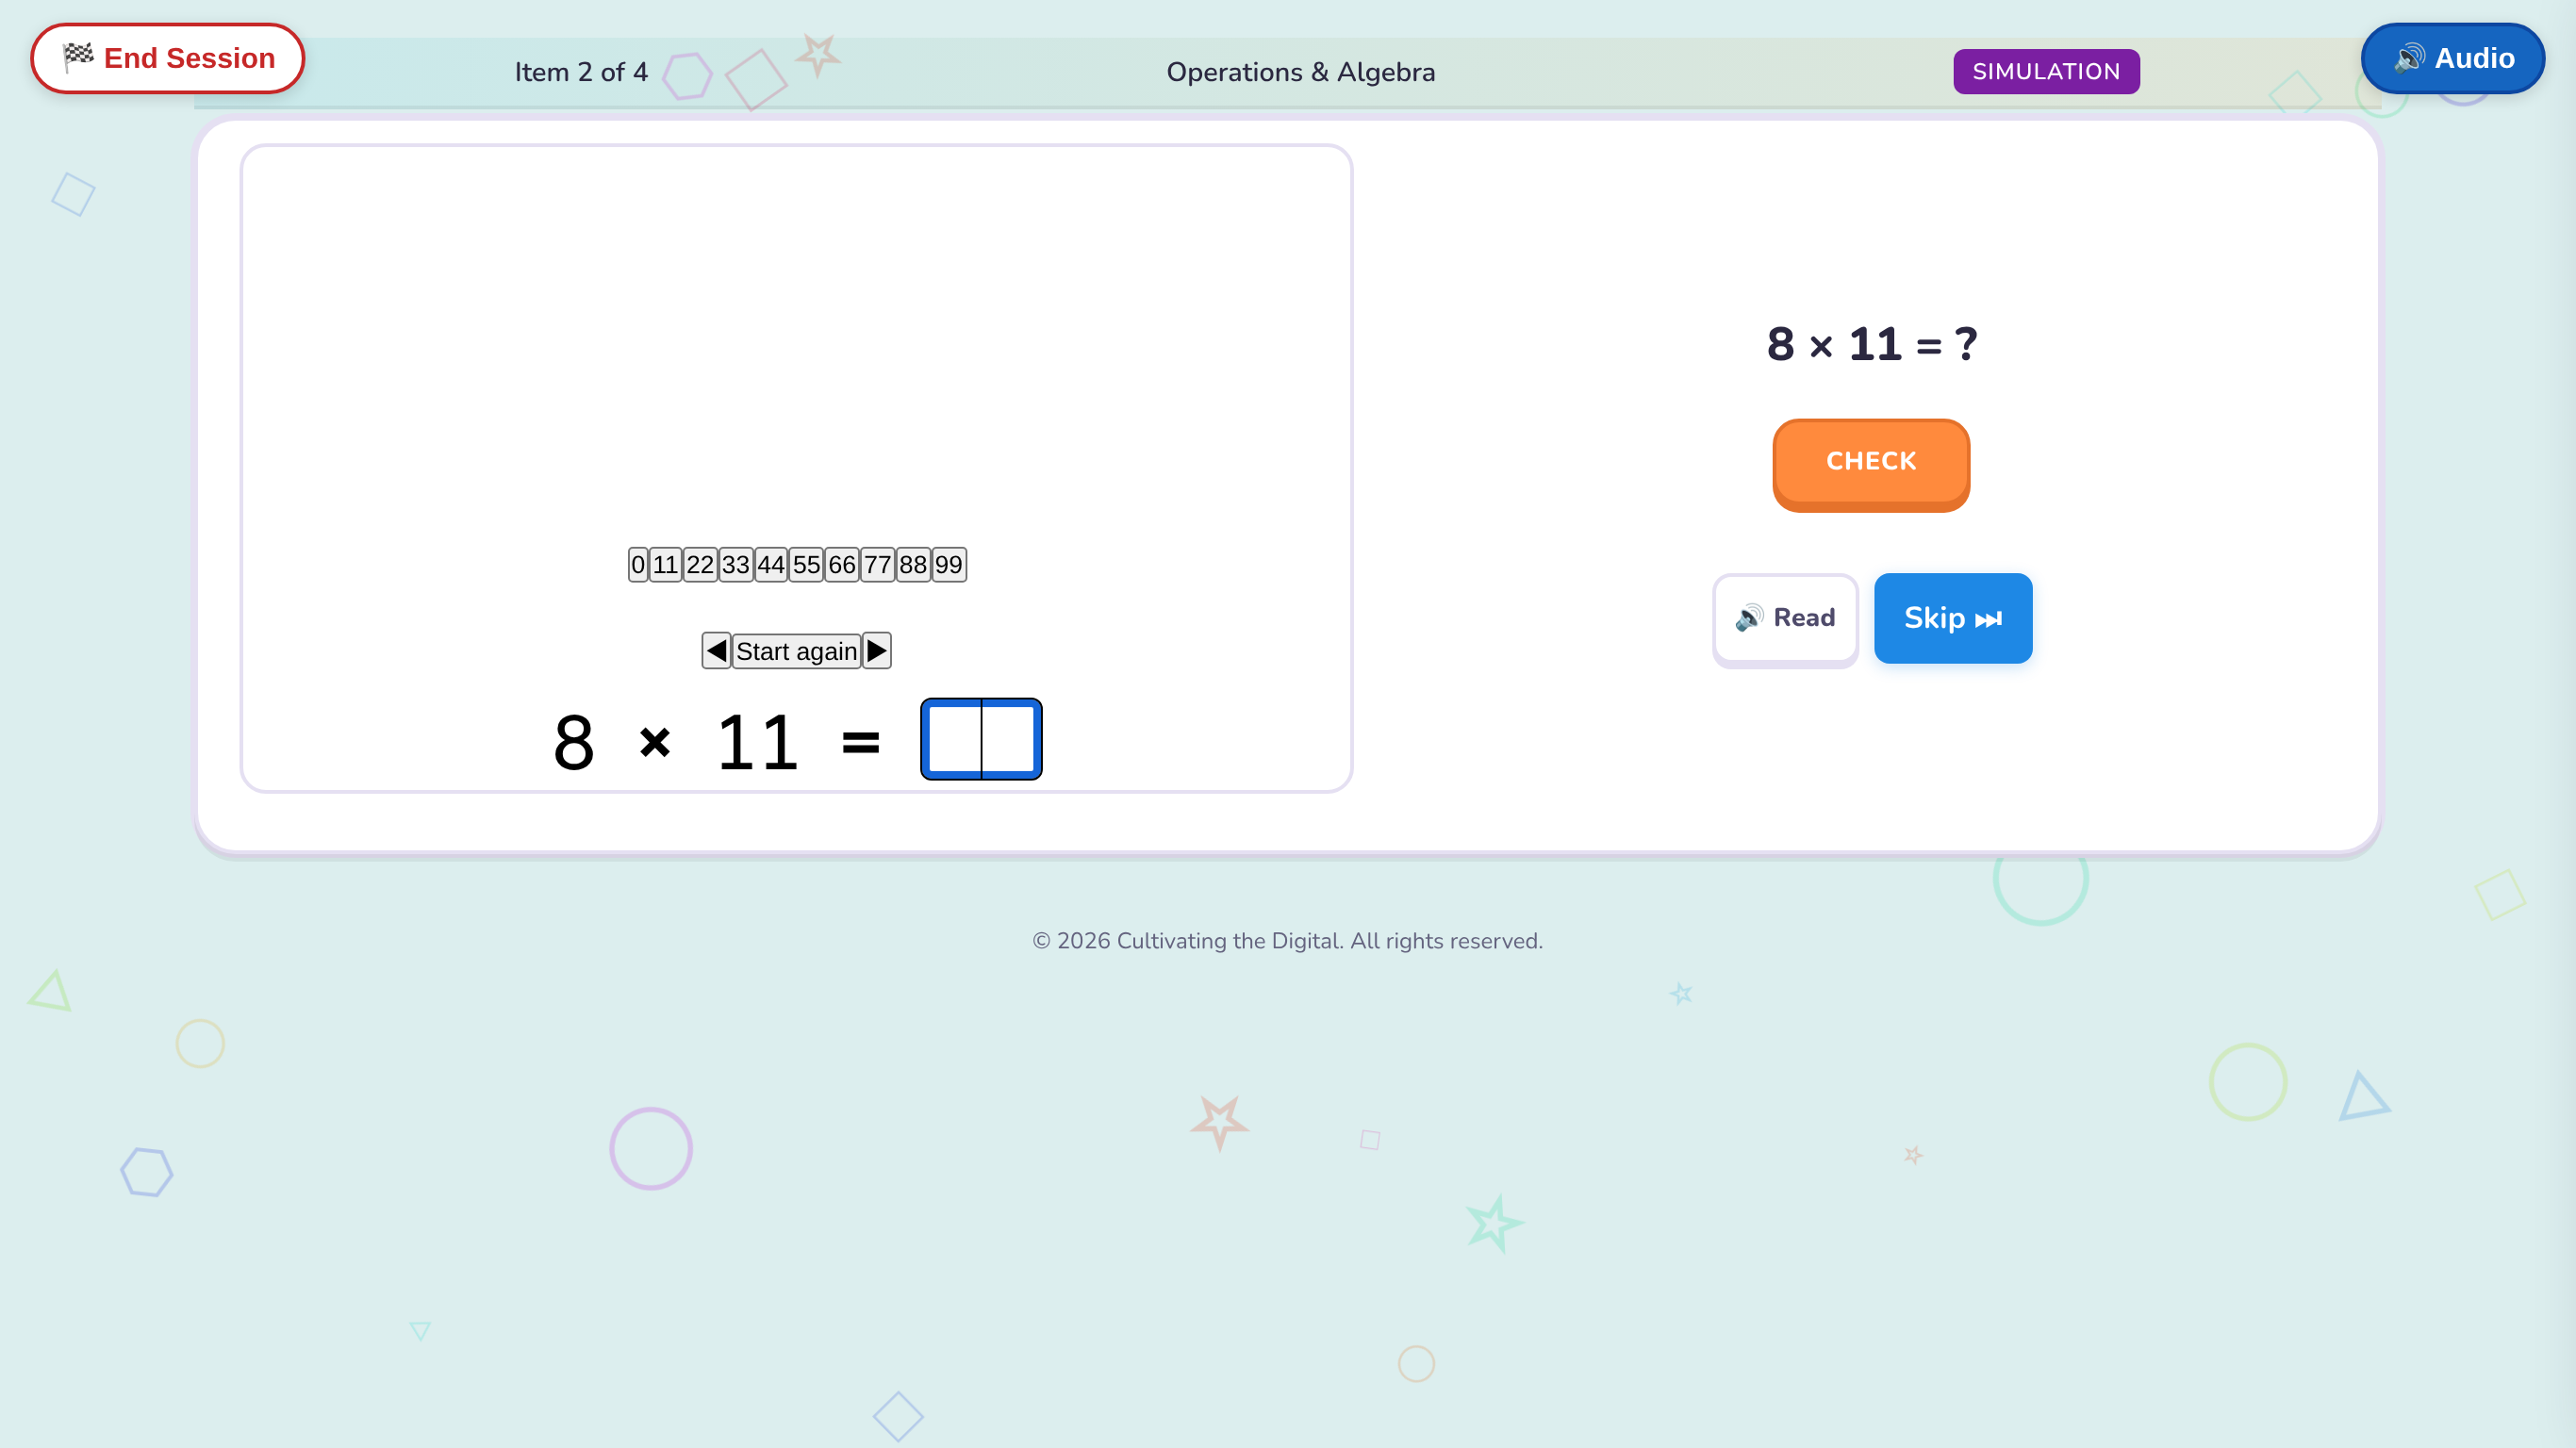 🏁 End Session
Item 2 of 4
Operations & Algebra
SIMULATION
🔊 Audio
0 11 22 33 44 55 66 77 88 99
◀ Start again ▶
8 × 11 =
8 × 11 = ?
CHECK
🔊 Read
Skip ⏭
© 2026 Cultivating the Digital. All rights reserved.